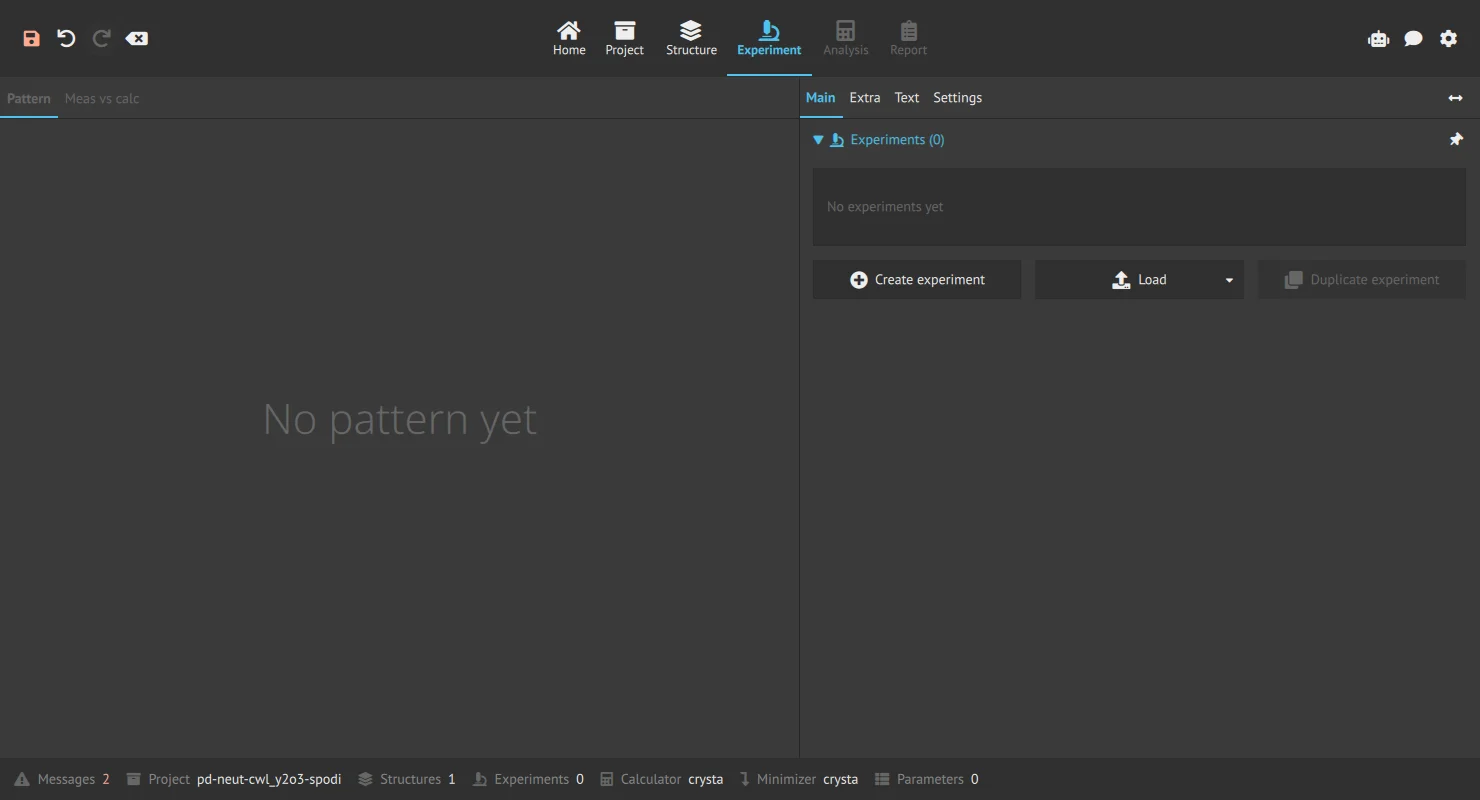 Home Project Structure Experiment Analysis Report
Pattern Meas vs calc
Main Extra Text Settings
Experiments (0)
No experiments yet
Create experiment Load Duplicate experiment
No pattern yet
Messages 2 Project pd-neut-cwl_y2o3-spodi Structures 1 Experiments 0 Calculator crysta Minimizer crysta Parameters 0